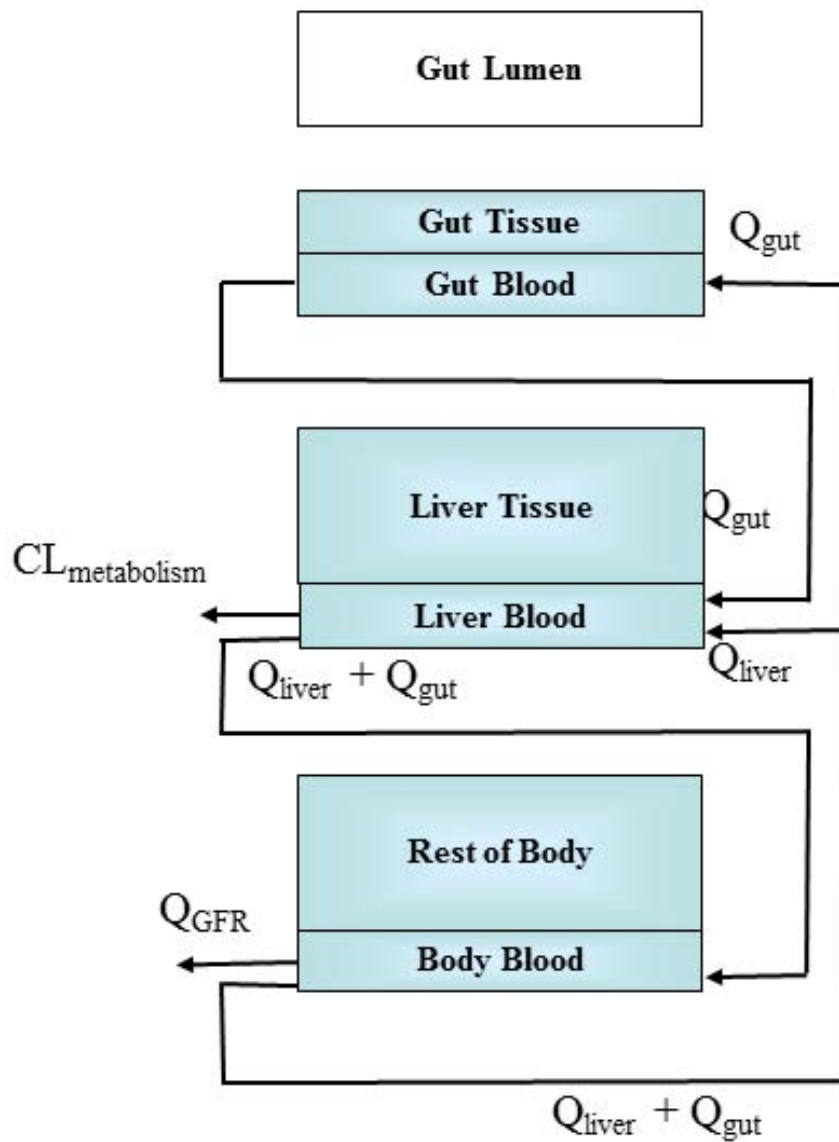 Gut Lumen
Gut Tissue
Q_gut
Gut Blood
Liver Tissue
Q_gut
CL_metabolism
Liver Blood
Q_liver + Q_gut
Q_liver
Rest of Body
Q_GFR
Body Blood
Q_liver + Q_gut